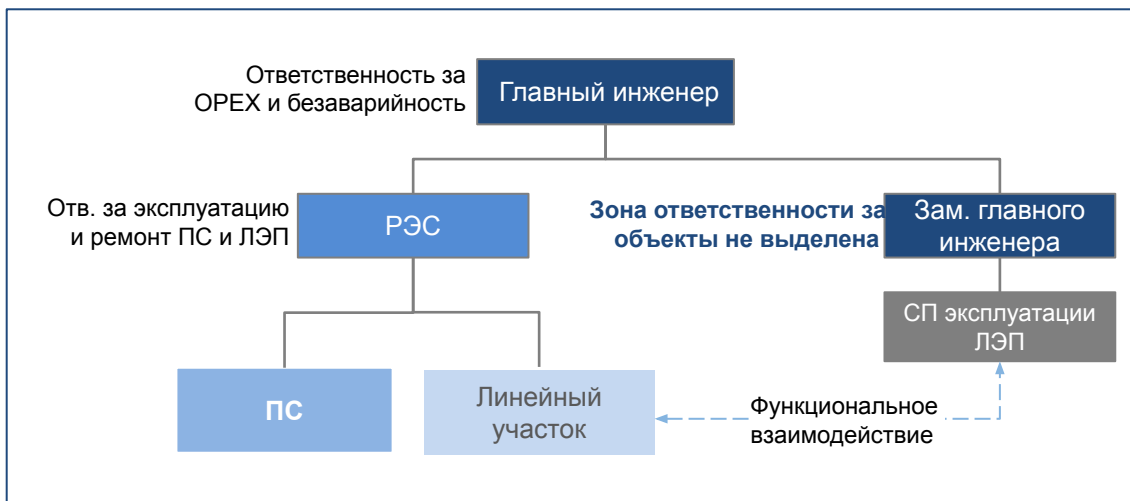 Ответственность за
OPEX и безаварийность
Главный инженер
Отв. за эксплуатацию
и ремонт ПС и ЛЭП
РЭС
Зона ответственности за
объекты не выделена
Зам. главного
инженера
СП эксплуатации
ЛЭП
ПС
Линейный
участок
Функциональное
взаимодействие